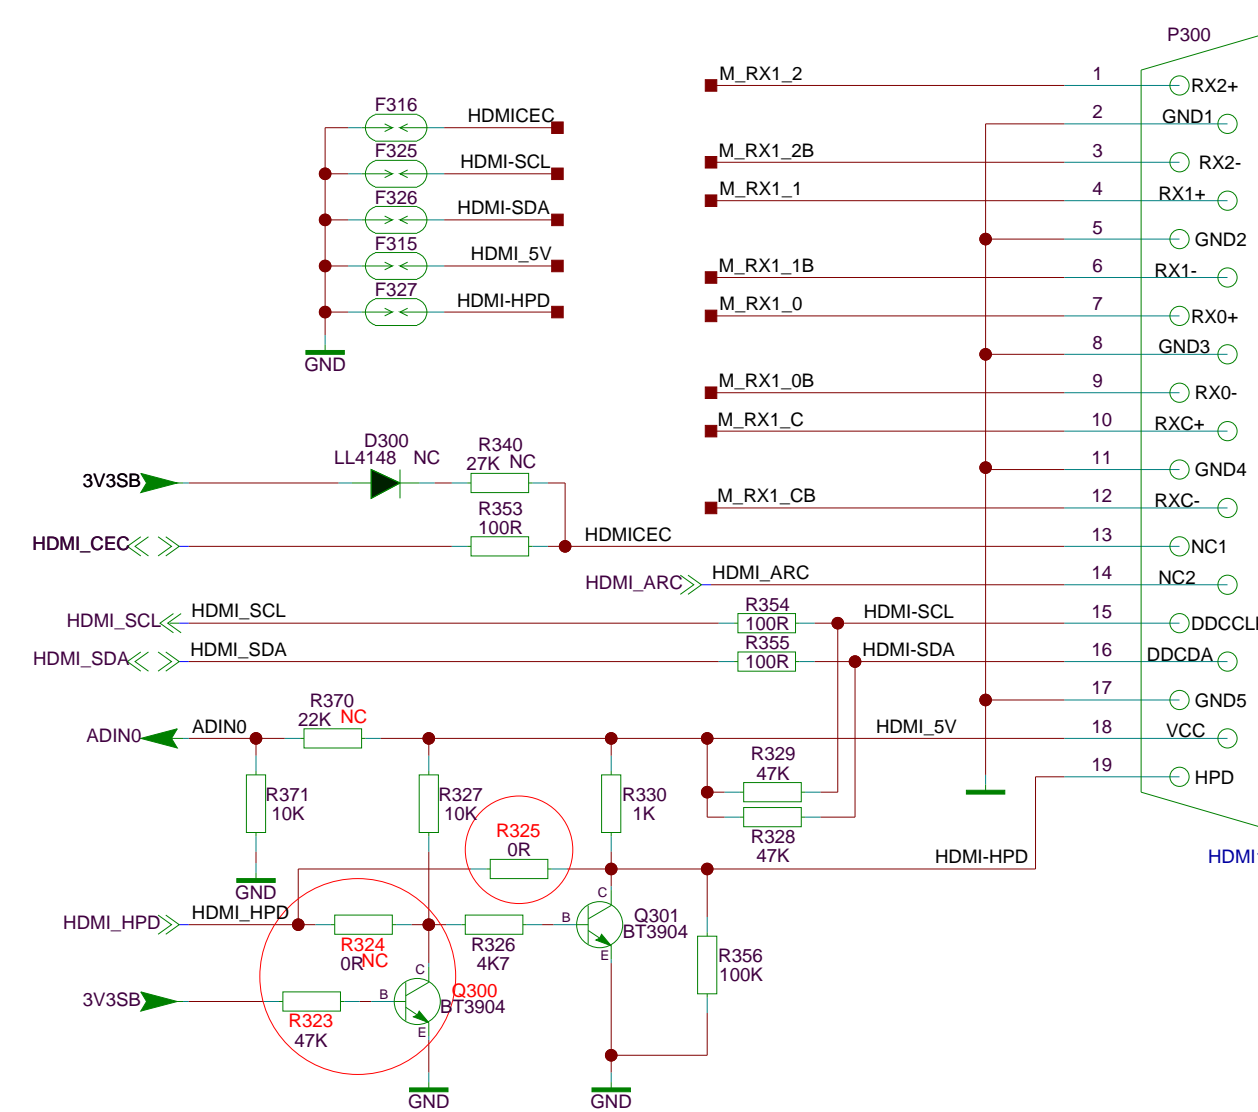 P300
M_RX1_2 1 RX2+
F316 HDMICEC
2 GND1
F325 HDMI-SCL
M_RX1_2B 3 RX2-
F326 HDMI-SDA
M_RX1_1 4 RX1+
F315 HDMI_5V
5 GND2
F327 HDMI-HPD
M_RX1_1B 6 RX1-
M_RX1_0 7 RX0+
GND
8 GND3
M_RX1_0B 9 RX0-
M_RX1_C 10 RXC+
D300
LL4148 NC
R340
27K NC
3V3SB
11 GND4
M_RX1_CB 12 RXC-
R353
100R
HDMI_CEC HDMICEC 13 NC1
HDMI_ARC HDMI_ARC 14 NC2
HDMI_SCL HDMI_SCL
R354
100R
HDMI-SCL 15 DDCCL
HDMI_SDA HDMI_SDA
R355
100R
HDMI-SDA 16 DDCDA
17 GND5
R370
22K NC
ADIN0 ADIN0
HDMI_5V 18 VCC
R329
47K
19 HPD
R371
10K
R327
10K
R330
1K
R325
0R
R328
47K
HDMI-HPD
HDMI
GND
HDMI_HPD HDMI_HPD
R324
0R NC
R326
4K7
C
B
E
Q301
BT3904
R356
100K
3V3SB
R323
47K
C
B
E
Q300
BT3904
GND
GND